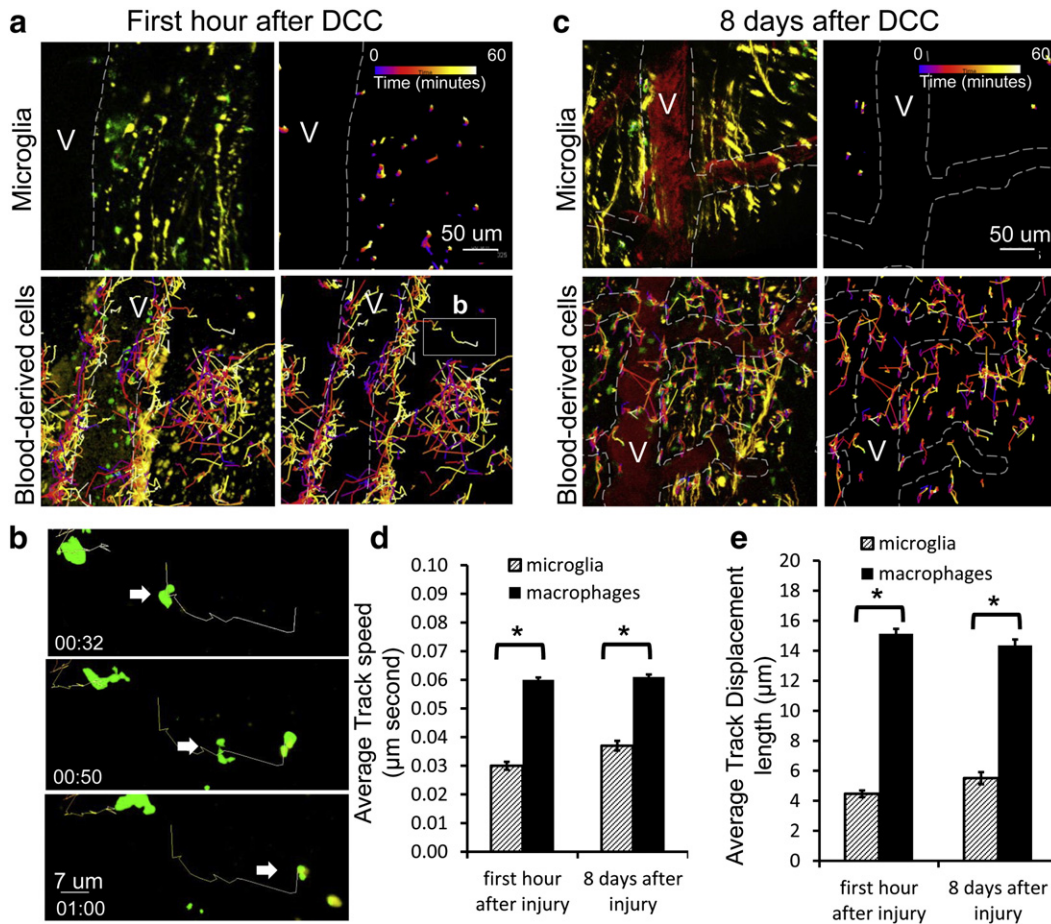 a First hour after DCC
Microglia
V
V
0 60
Time (minutes)
50 um
Blood-derived cells
V
V
b
c 8 days after DCC
Microglia
V
V
0 60
Time (minutes)
50 um
Blood-derived cells
V
V
b
00:32
00:50
7 um
01:00
d
microglia
macrophages
Average Track speed
(µm second)
0.10
0.09
0.08
0.07
0.06
0.05
0.04
0.03
0.02
0.01
0.00
*
*
first hour
after injury
8 days after
injury
e
microglia
macrophages
Average Track Displacement
length (µm)
20
18
16
14
12
10
8
6
4
2
0
*
*
first hour
after injury
8 days after
injury